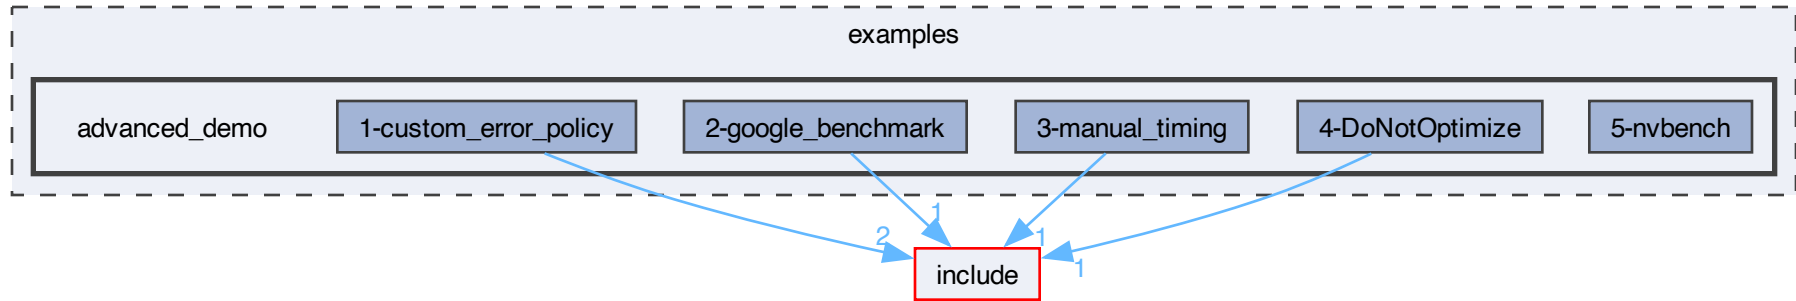 examples
advanced_demo
1-custom_error_policy
2-google_benchmark
3-manual_timing
4-DoNotOptimize
5-nvbench
2
1
1
1
include